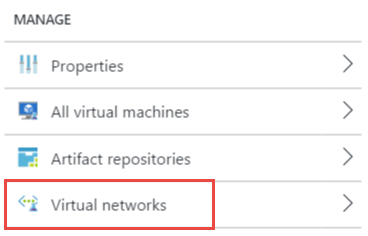 MANAGE
Properties
All virtual machines
Artifact repositories
Virtual networks